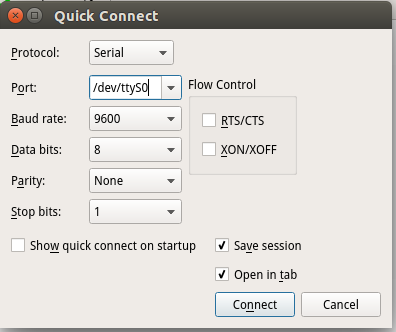 Quick Connect
Protocol: Serial
Port: /dev/ttyS0 Flow Control
Baud rate: 9600 RTS/CTS
Data bits: 8 XON/XOFF
Parity: None
Stop bits: 1
Show quick connect on startup Save session
Open in tab
Connect Cancel